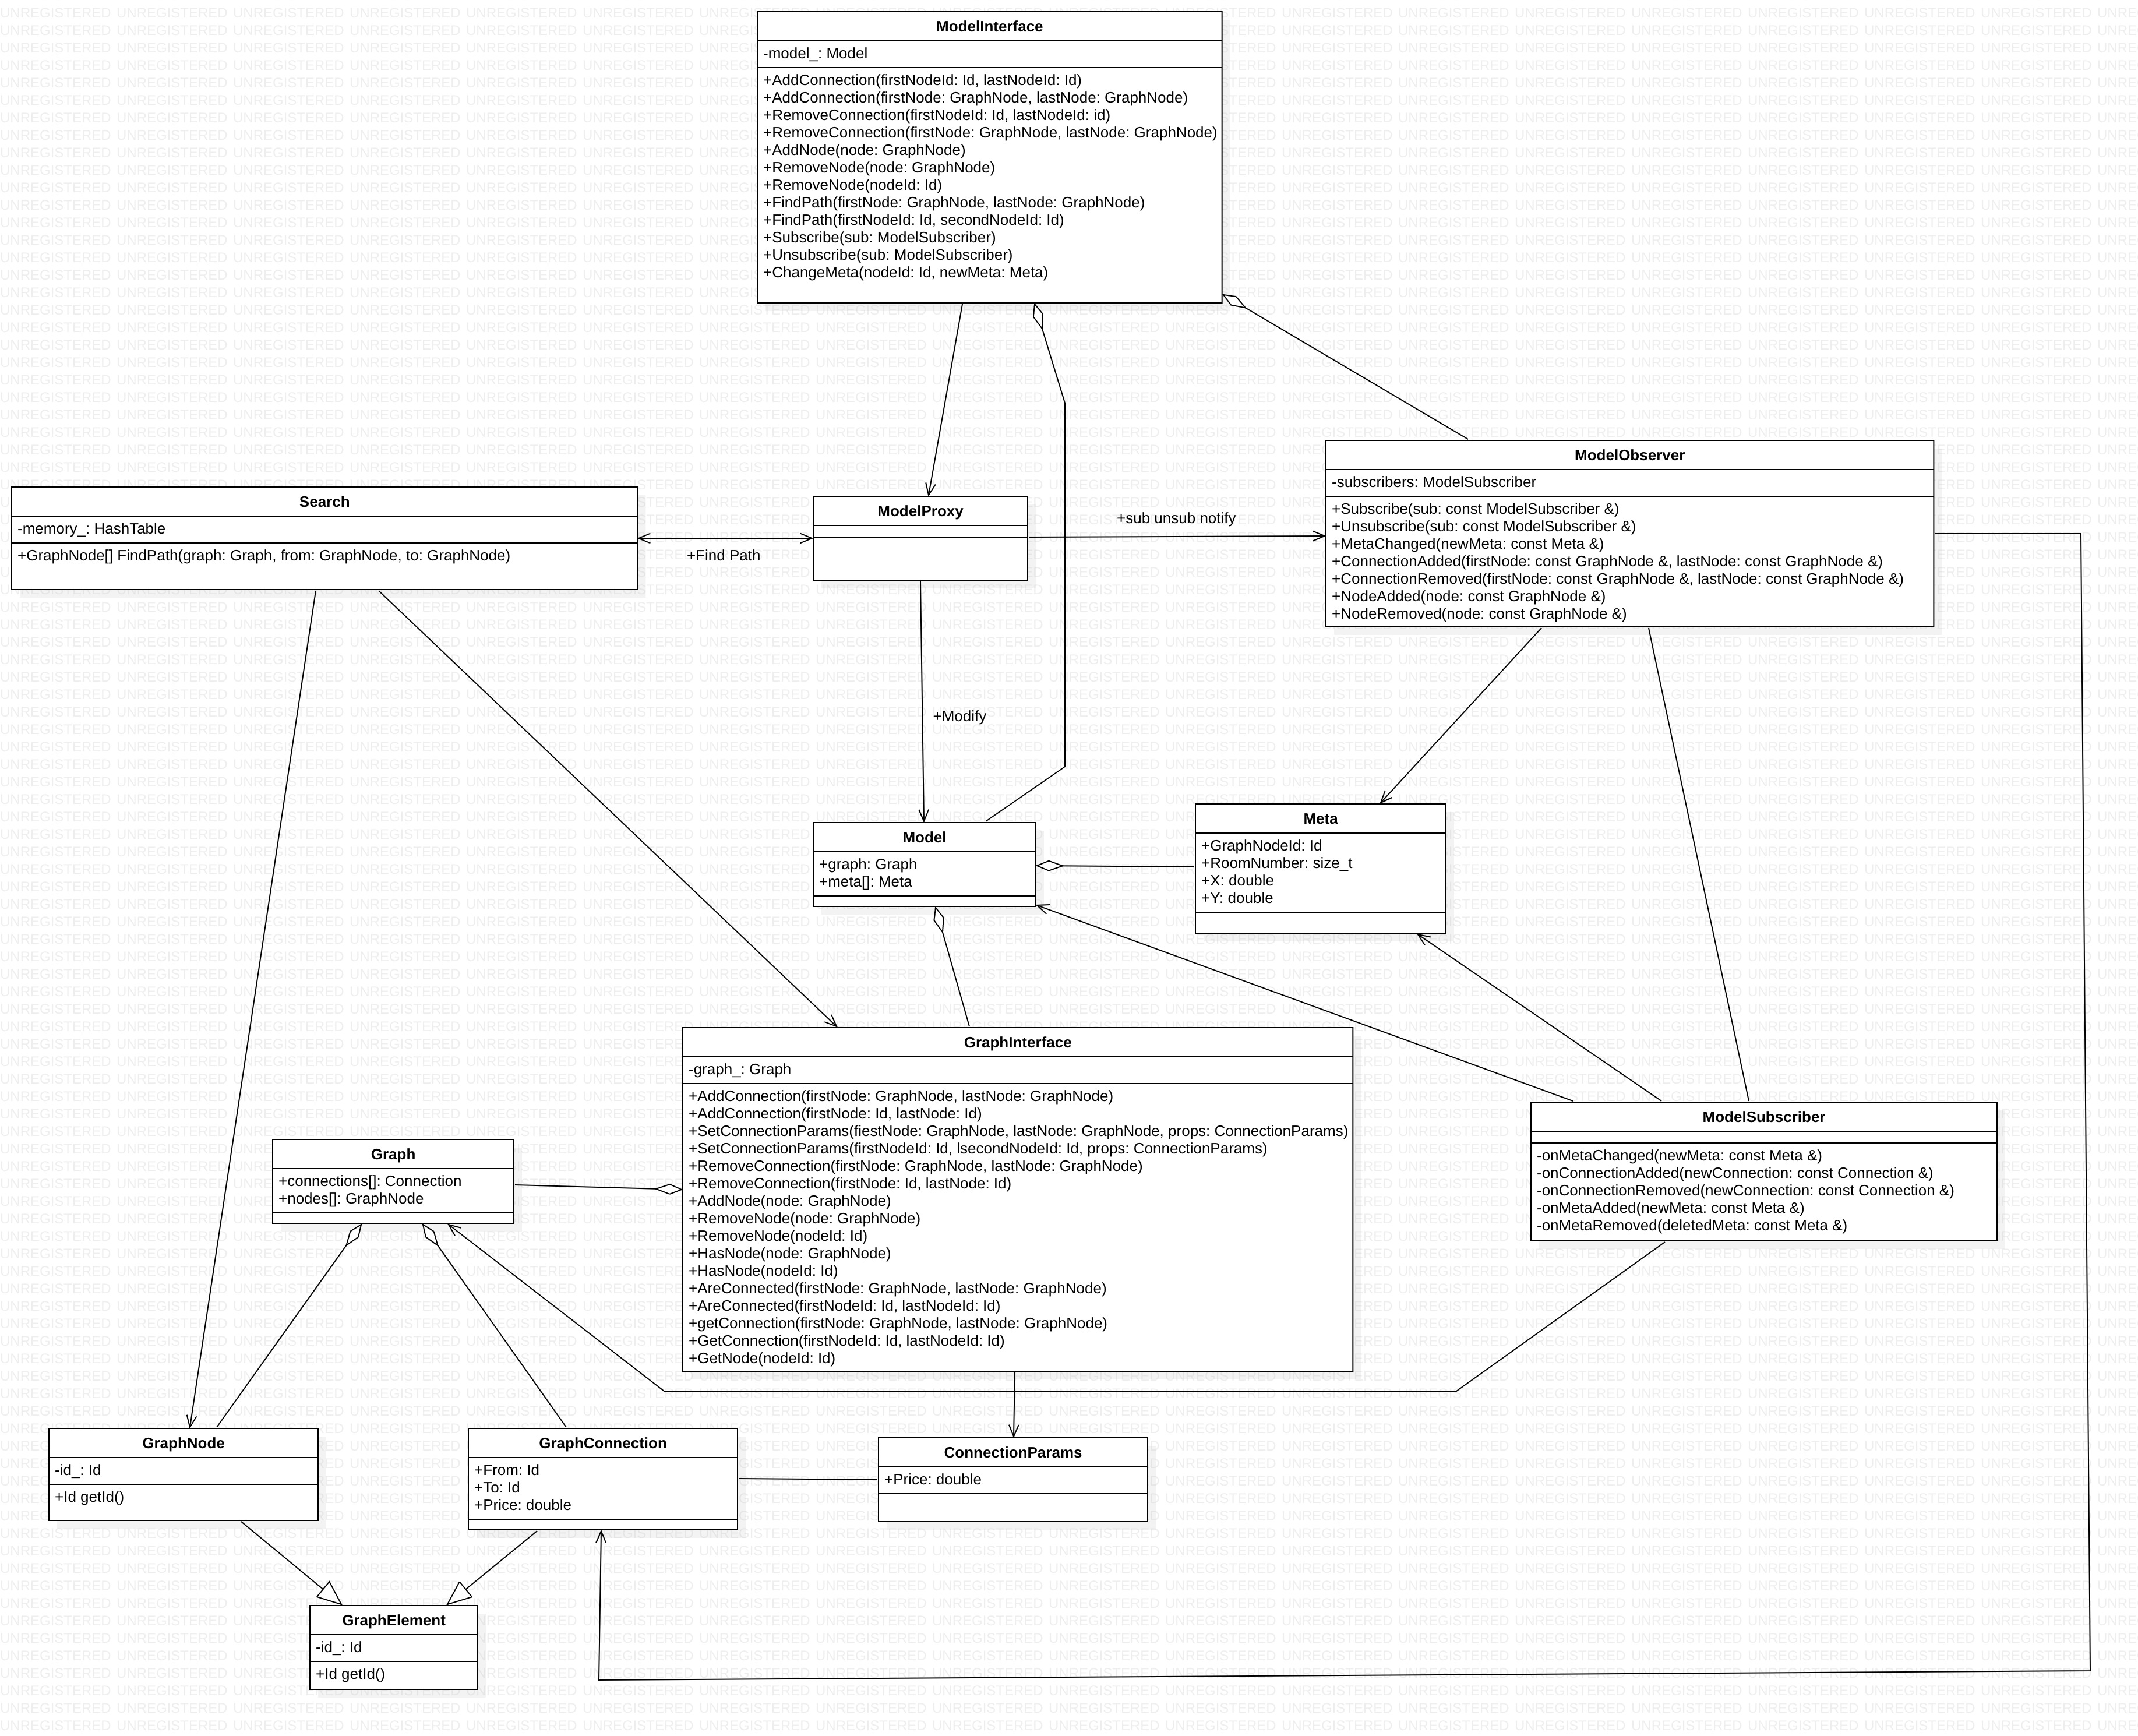 ModelInterface
-model_: Model
+AddConnection(firstNodeId: Id, lastNodeId: Id)
+AddConnection(firstNode: GraphNode, lastNode: GraphNode)
+RemoveConnection(firstNodeId: Id, lastNodeId: id)
+RemoveConnection(firstNode: GraphNode, lastNode: GraphNode)
+AddNode(node: GraphNode)
+RemoveNode(node: GraphNode)
+RemoveNode(nodeId: Id)
+FindPath(firstNode: GraphNode, lastNode: GraphNode)
+FindPath(firstNodeId: Id, secondNodeId: Id)
+Subscribe(sub: ModelSubscriber)
+Unsubscribe(sub: ModelSubscriber)
+ChangeMeta(nodeId: Id, newMeta: Meta)
Search
-memory_: HashTable
+GraphNode[] FindPath(graph: Graph, from: GraphNode, to: GraphNode)
+Find Path
ModelProxy
+sub unsub notify
ModelObserver
-subscribers: ModelSubscriber
+Subscribe(sub: const ModelSubscriber &)
+Unsubscribe(sub: const ModelSubscriber &)
+MetaChanged(newMeta: const Meta &)
+ConnectionAdded(firstNode: const GraphNode &, lastNode: const GraphNode &)
+ConnectionRemoved(firstNode: const GraphNode &, lastNode: const GraphNode &)
+NodeAdded(node: const GraphNode &)
+NodeRemoved(node: const GraphNode &)
+Modify
Model
+graph: Graph
+meta[]: Meta
Meta
+GraphNodeId: Id
+RoomNumber: size_t
+X: double
+Y: double
GraphInterface
-graph_: Graph
+AddConnection(firstNode: GraphNode, lastNode: GraphNode)
+AddConnection(firstNode: Id, lastNode: Id)
+SetConnectionParams(fiestNode: GraphNode, lastNode: GraphNode, props: ConnectionParams)
+SetConnectionParams(firstNodeId: Id, lsecondNodeId: Id, props: ConnectionParams)
+RemoveConnection(firstNode: GraphNode, lastNode: GraphNode)
+RemoveConnection(firstNode: Id, lastNode: Id)
+AddNode(node: GraphNode)
+RemoveNode(node: GraphNode)
+RemoveNode(nodeId: Id)
+HasNode(node: GraphNode)
+HasNode(nodeId: Id)
+AreConnected(firstNode: GraphNode, lastNode: GraphNode)
+AreConnected(firstNodeId: Id, lastNodeId: Id)
+getConnection(firstNode: GraphNode, lastNode: GraphNode)
+GetConnection(firstNodeId: Id, lastNodeId: Id)
+GetNode(nodeId: Id)
ModelSubscriber
-onMetaChanged(newMeta: const Meta &)
-onConnectionAdded(newConnection: const Connection &)
-onConnectionRemoved(newConnection: const Connection &)
-onMetaAdded(newMeta: const Meta &)
-onMetaRemoved(deletedMeta: const Meta &)
Graph
+connections[]: Connection
+nodes[]: GraphNode
GraphNode
-id_: Id
+Id getId()
GraphConnection
+From: Id
+To: Id
+Price: double
ConnectionParams
+Price: double
GraphElement
-id_: Id
+Id getId()